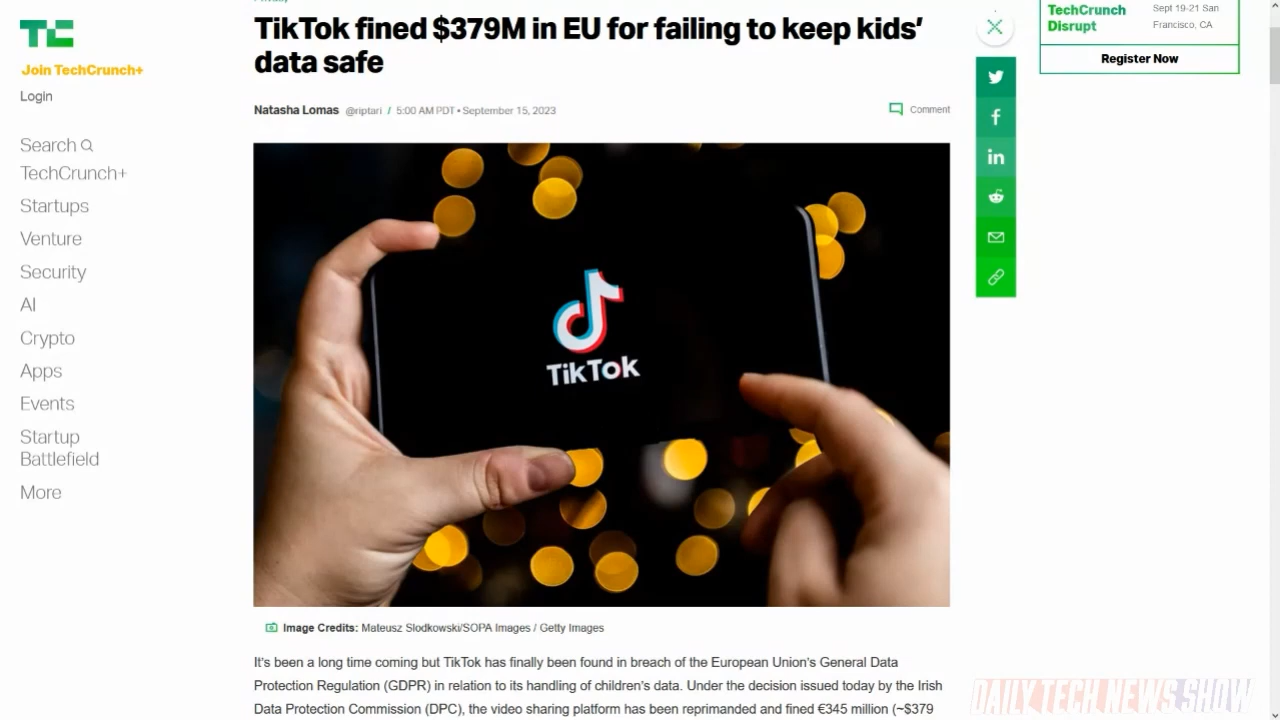 TikTok fined $379M in EU for failing to keep kids'
data safe
Natasha Lomas @riptari / 5:00 AM PDT • September 15, 2023
Comment
TC
Join TechCrunch+
Login
Search
TechCrunch+
Startups
Venture
Security
AI
Crypto
Apps
Events
Startup
Battlefield
More
TikTok
Image Credits: Mateusz Slodkowski/SOPA Images / Getty Images
It's been a long time coming but TikTok has finally been found in breach of the European Union's General Data
Protection Regulation (GDPR) in relation to its handling of children's data. Under the decision issued today by the Irish
Data Protection Commission (DPC), the video sharing platform has been reprimanded and fined €345 million (~$379
f
in
TechCrunch
Disrupt
Sept 19-21 San
Francisco, CA
Register Now
DAILY TECH NEWS SHOW